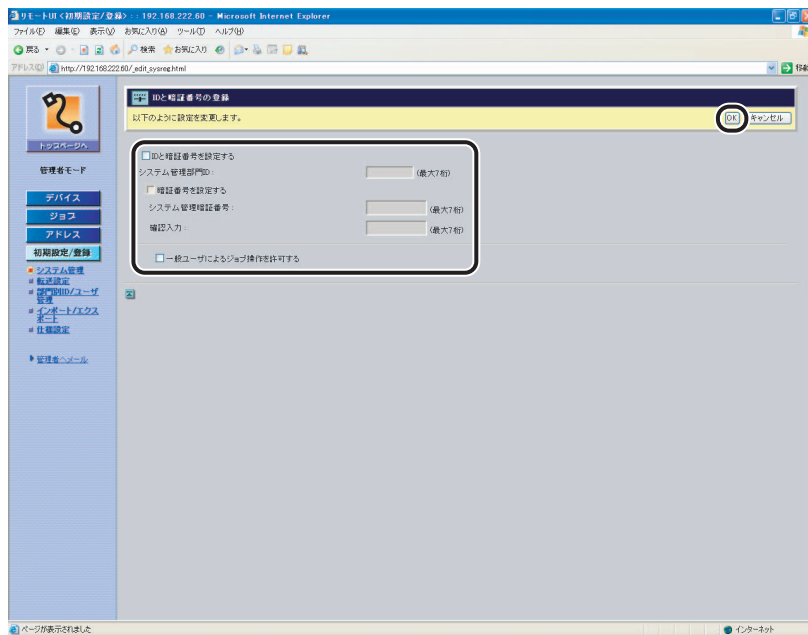 リモートUI <初期設定/登録> : : 192.168.222.60 - Microsoft Internet Explorer
ファイル(F) 編集(E) 表示(V) お気に入り(A) ツール(T) ヘルプ(H)
戻る 検索 お気に入り
アドレス(D) http://192.168.222.60/_edit_sysreg.html 移動
IDと暗証番号の登録
以下のように設定を変更します。 OK キャンセル
トップページへ
管理者モード
デバイス
ジョブ
アドレス
初期設定/登録
システム管理
転送設定
部門別ID/ユーザ
管理
インポート/エクス
ポート
仕様設定
管理者へメール
IDと暗証番号を設定する
システム管理部門ID: (最大7桁)
暗証番号を設定する
システム管理暗証番号: (最大7桁)
確認入力: (最大7桁)
一般ユーザによるジョブ操作を許可する
ページが表示されました インターネット